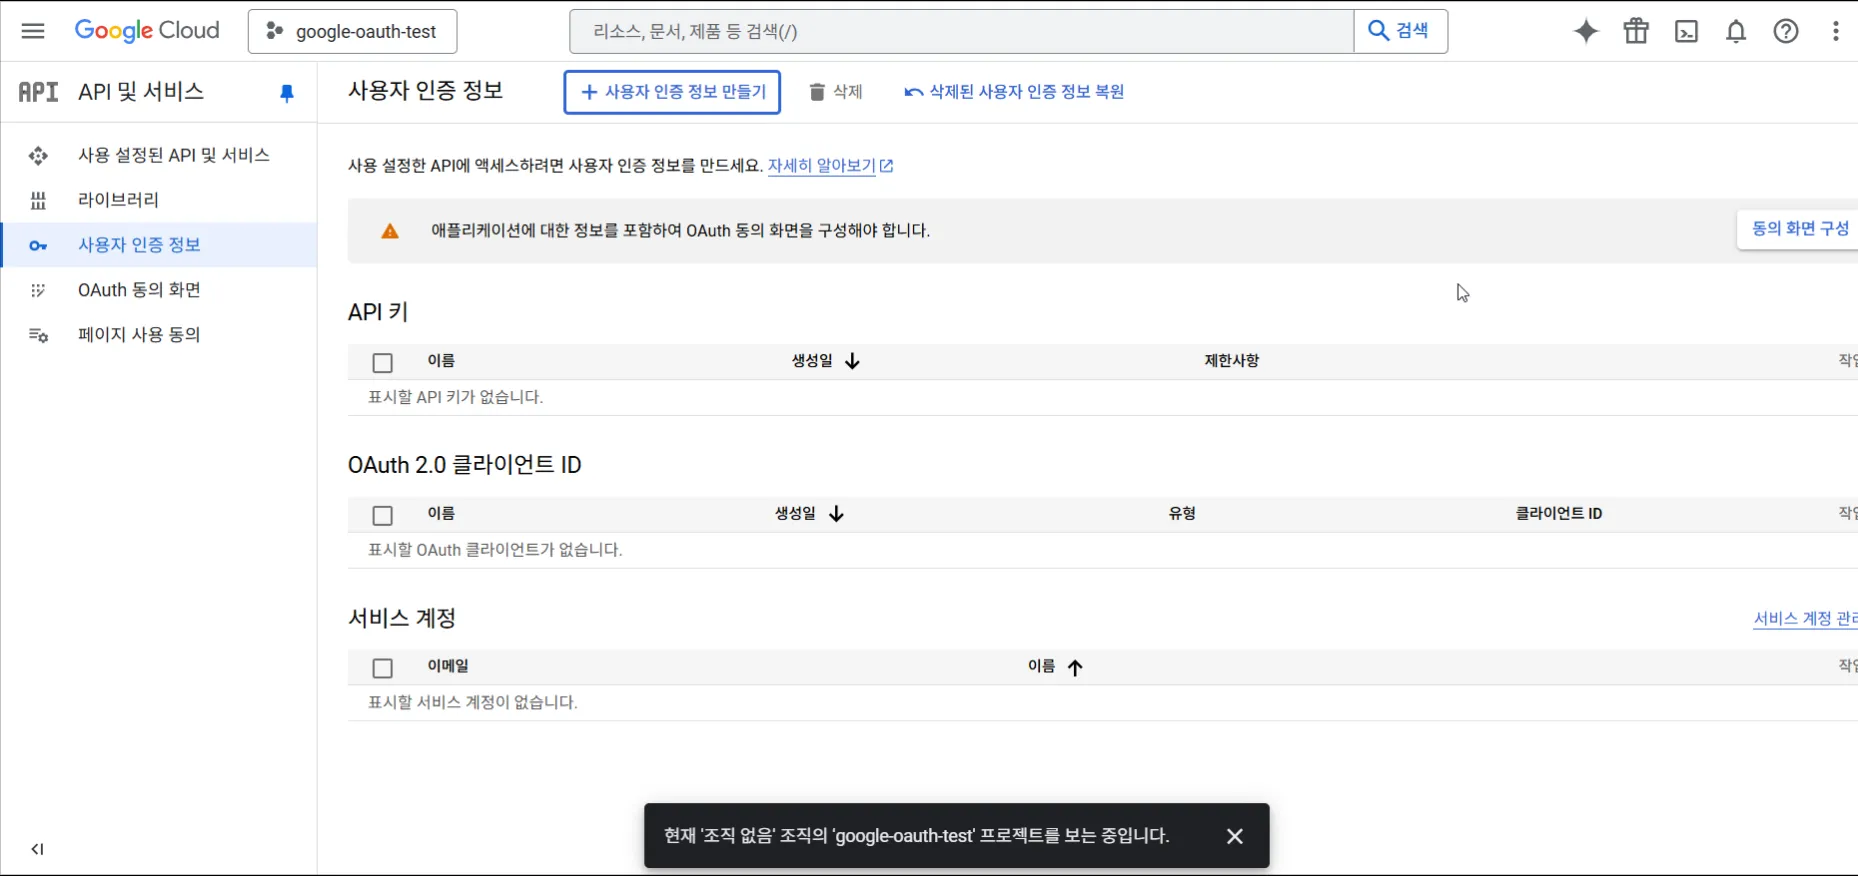 Google Cloud
google-oauth-test
리소스, 문서, 제품 등 검색(/)
검색
API
API 및 서비스
사용자 인증 정보
사용자 인증 정보 만들기
삭제
삭제된 사용자 인증 정보 복원
사용 설정된 API 및 서비스
라이브러리
사용자 인증 정보
OAuth 동의 화면
페이지 사용 동의
사용 설정한 API에 액세스하려면 사용자 인증 정보를 만드세요. 자세히 알아보기
애플리케이션에 대한 정보를 포함하여 OAuth 동의 화면을 구성해야 합니다.
동의 화면 구성
API 키
이름 생성일 제한사항
표시할 API 키가 없습니다.
OAuth 2.0 클라이언트 ID
이름 생성일 유형 클라이언트 ID
표시할 OAuth 클라이언트가 없습니다.
서비스 계정
서비스 계정
이메일 이름
표시할 서비스 계정이 없습니다.
현재 '조직 없음' 조직의 'google-oauth-test' 프로젝트를 보는 중입니다.